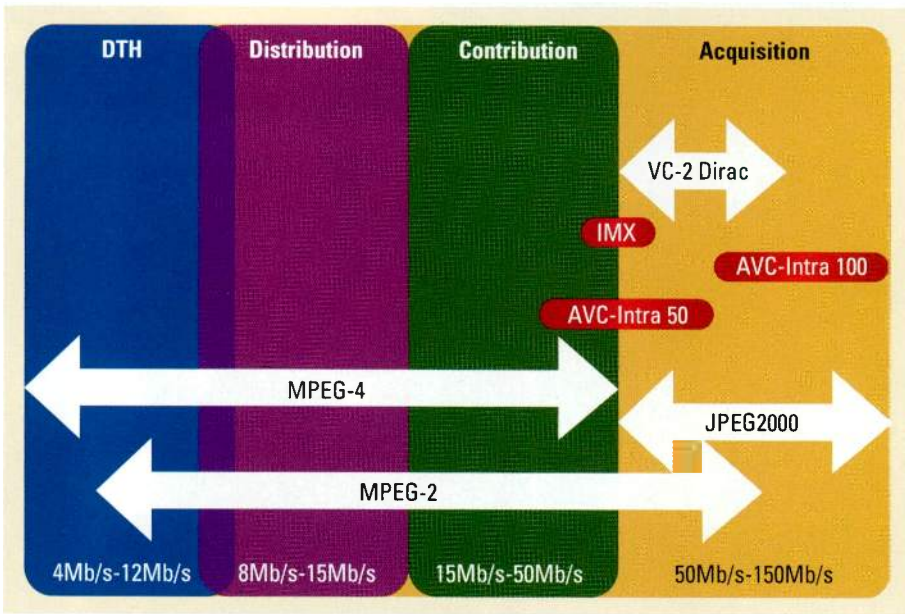 DTH
Distribution
Contribution
Acquisition
VC-2 Dirac
IMX
AVC-Intra 100
AVC-Intra 50
MPEG-4
JPEG2000
MPEG-2
4Mb/s-12Mb/s
8Mb/s-15Mb/s
15Mb/s-50Mb/s
50Mb/s-150Mb/s